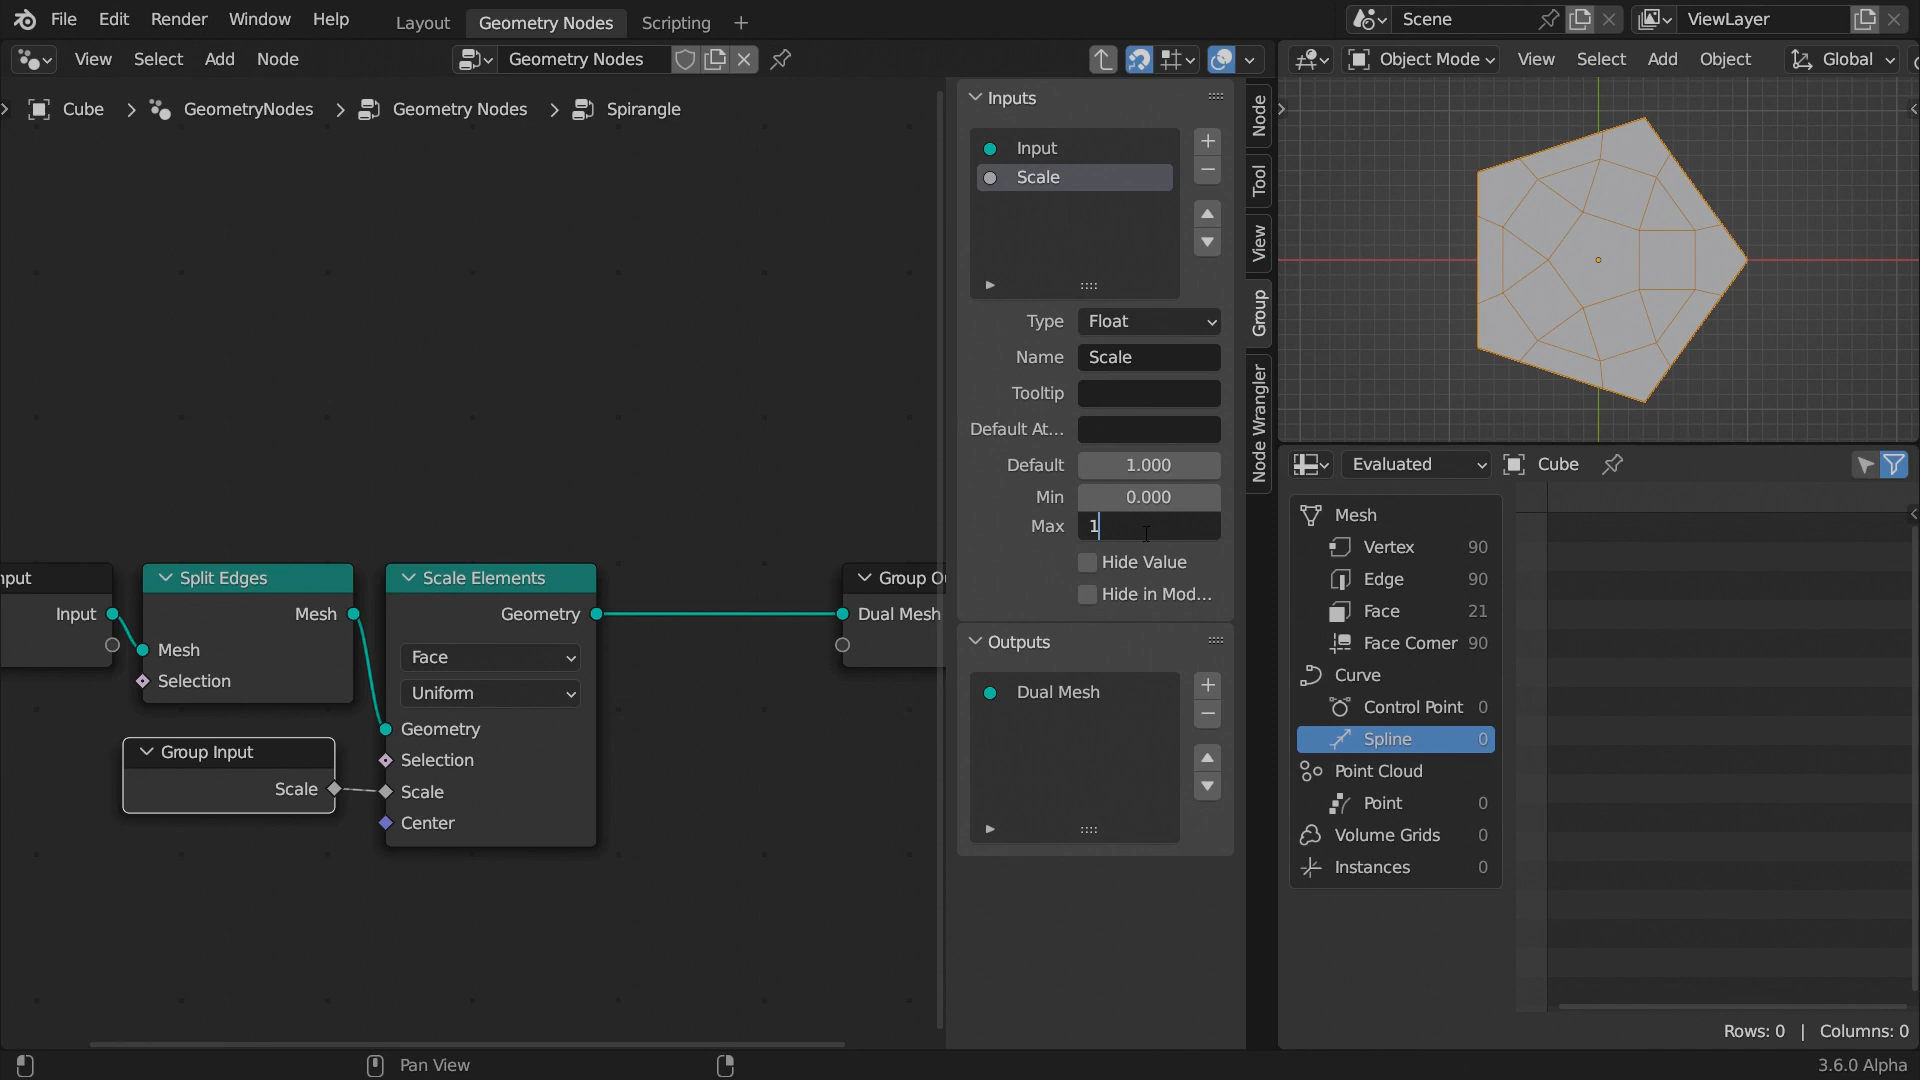 File Edit Render Window Help Layout Geometry Nodes Scripting + Scene ViewLayer
View Select Add Node Geometry Nodes Object Mode View Select Add Object Global
Cube > GeometryNodes > Geometry Nodes > Spirangle
Inputs
Input
Scale
Type Float
Name Scale
Tooltip
Default At...
Default 1.000
Min 0.000
Max 1
Hide Value
Hide in Mod...
Outputs
Dual Mesh
Node
Tool
View
Group
Node Wrangler
Input
Split Edges
Mesh
Mesh
Selection
Group Input
Scale
Scale Elements
Geometry
Face
Uniform
Geometry
Selection
Scale
Center
Dual Mesh
Evaluated Cube
Mesh
Vertex 90
Edge 90
Face 21
Face Corner 90
Curve
Control Point 0
Spline 0
Point Cloud
Point 0
Volume Grids 0
Instances 0
Rows: 0 | Columns: 0
Pan View 3.6.0 Alpha